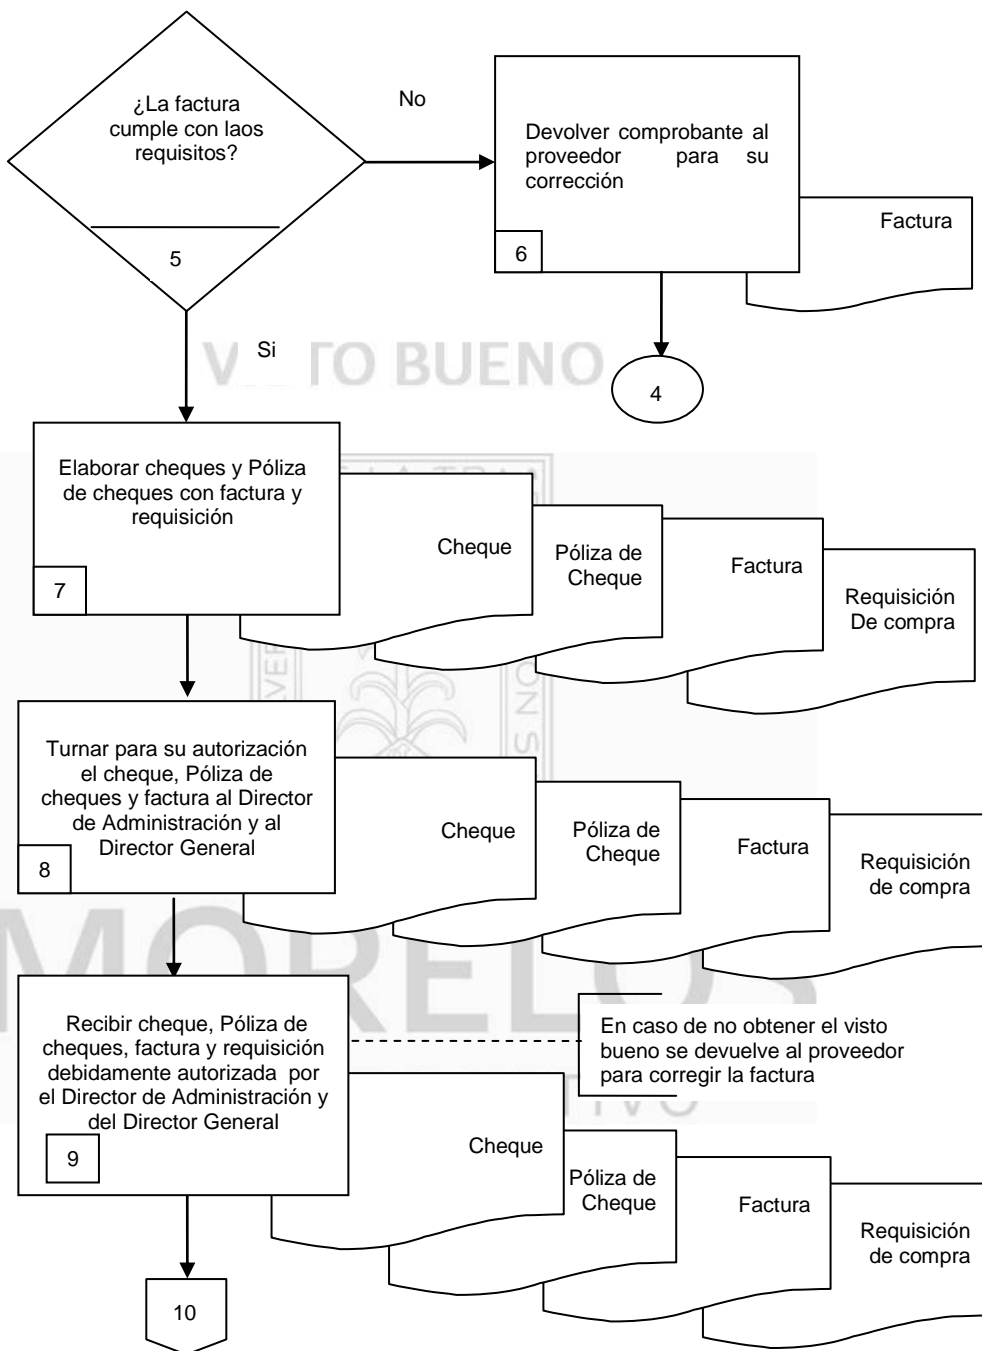 ¿La factura
cumple con laos
requisitos?
5
No
Devolver comprobante al
proveedor para su
corrección
6
Factura
4
Si
V TO BUENO
Elaborar cheques y Póliza
de cheques con factura y
requisición
7
Cheque
Póliza de
Cheque
Factura
Requisición
De compra
Turnar para su autorización
el cheque, Póliza de
cheques y factura al Director
de Administración y al
Director General
8
Cheque
Póliza de
Cheque
Factura
Requisición
de compra
MORELOS
Recibir cheque, Póliza de
cheques, factura y requisición
debidamente autorizada por
el Director de Administración y
del Director General
9
En caso de no obtener el visto
bueno se devuelve al proveedor
para corregir la factura
Cheque
Póliza de
Cheque
Factura
Requisición
de compra
10